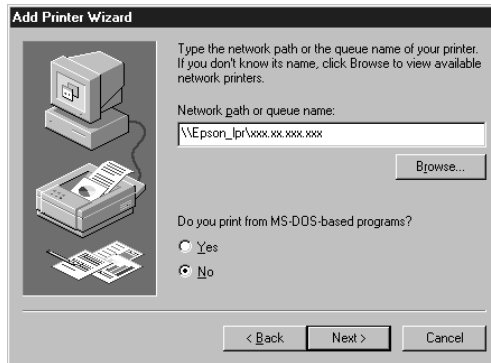 Add Printer Wizard
Type the network path or the queue name of your printer.
If you don't know its name, click Browse to view available
network printers.
Network path or queue name:
\\Epson_lpr\xxx.xx.xxx.xxx
Browse...
Do you print from MS-DOS-based programs?
Yes
No
< Back
Next >
Cancel